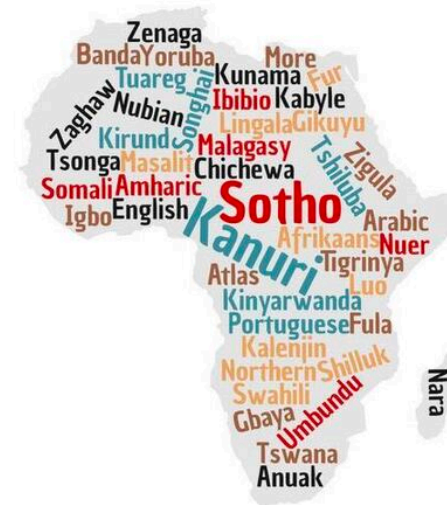 Zenaga
Banda Yoruba More
Tuareg Songhai Kunama Fur
Zaghaw Nubian Ibibio Kabyle
Kirund Lingala Gikuyu
Tsonga Masalit Malagasy Tshiluba Zigula
Somali Amharic Chichewa
Igbo English Sotho Arabic
Kanuri Afrikaans Nuer
Atlas Tigrinya
Luo
Kinyarwanda
Portuguese Fula
Kalenjin
Northern Shilluk
Swahili Nara
Gbaya Umbundu
Tswana
Anuak